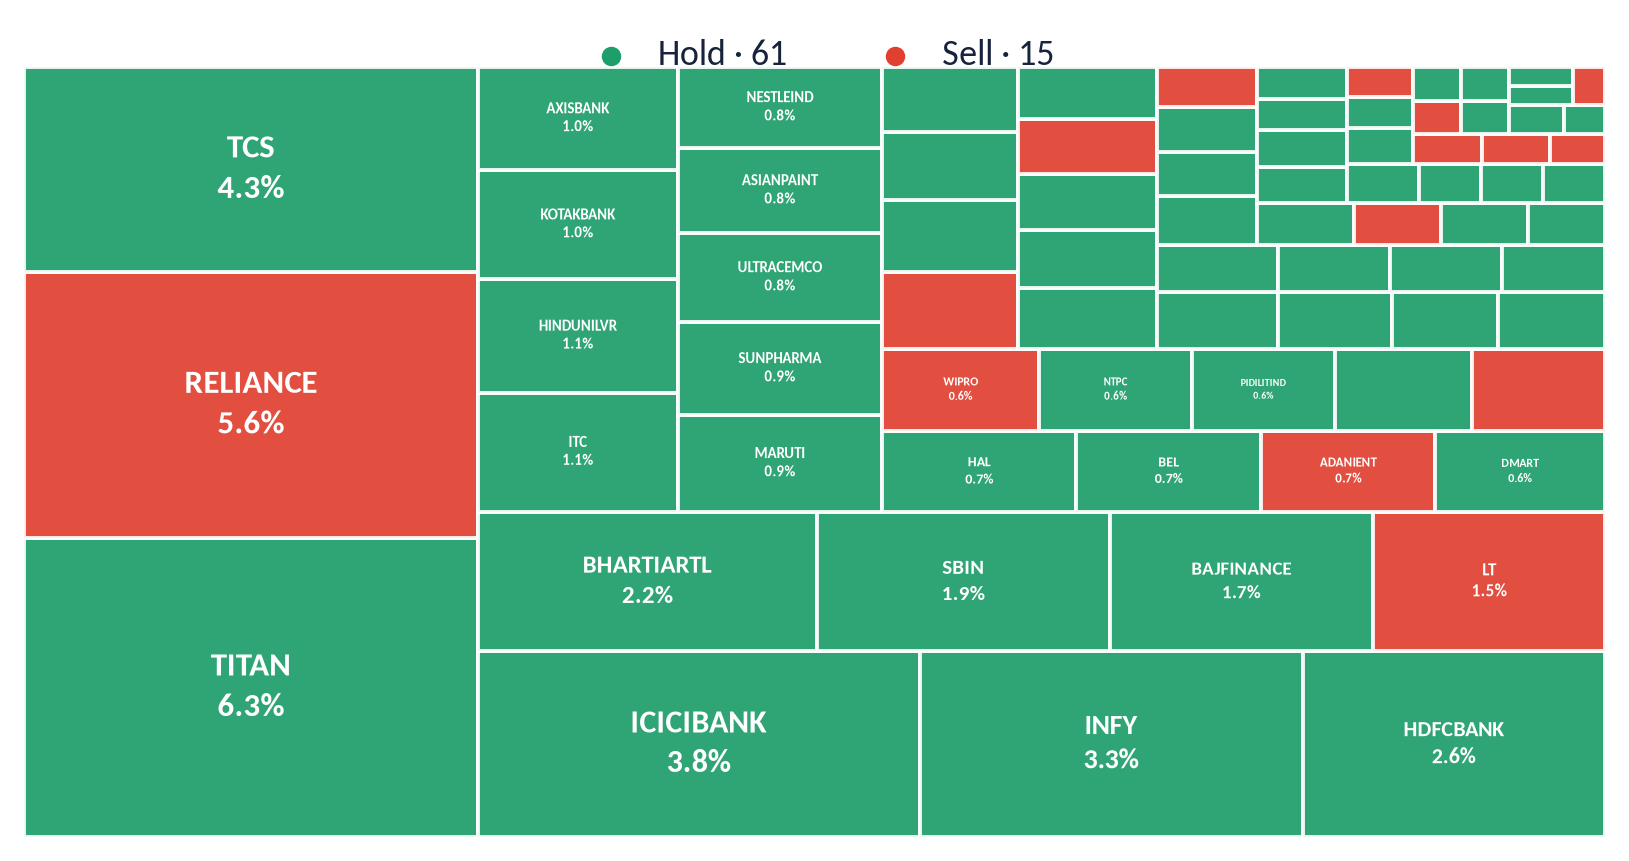 Hold · 61
Sell · 15
TCS
4.3%
RELIANCE
5.6%
TITAN
6.3%
AXISBANK
1.0%
KOTAKBANK
1.0%
HINDUNILVR
1.1%
ITC
1.1%
NESTLEIND
0.8%
ASIANPAINT
0.8%
ULTRACEMCO
0.8%
SUNPHARMA
0.9%
MARUTI
0.9%
WIPRO
0.6%
NTPC
0.6%
PIDILITIND
0.6%
HAL
0.7%
BEL
0.7%
ADANIENT
0.7%
DMART
0.6%
BHARTIARTL
2.2%
SBIN
1.9%
BAJFINANCE
1.7%
LT
1.5%
ICICIBANK
3.8%
INFY
3.3%
HDFCBANK
2.6%